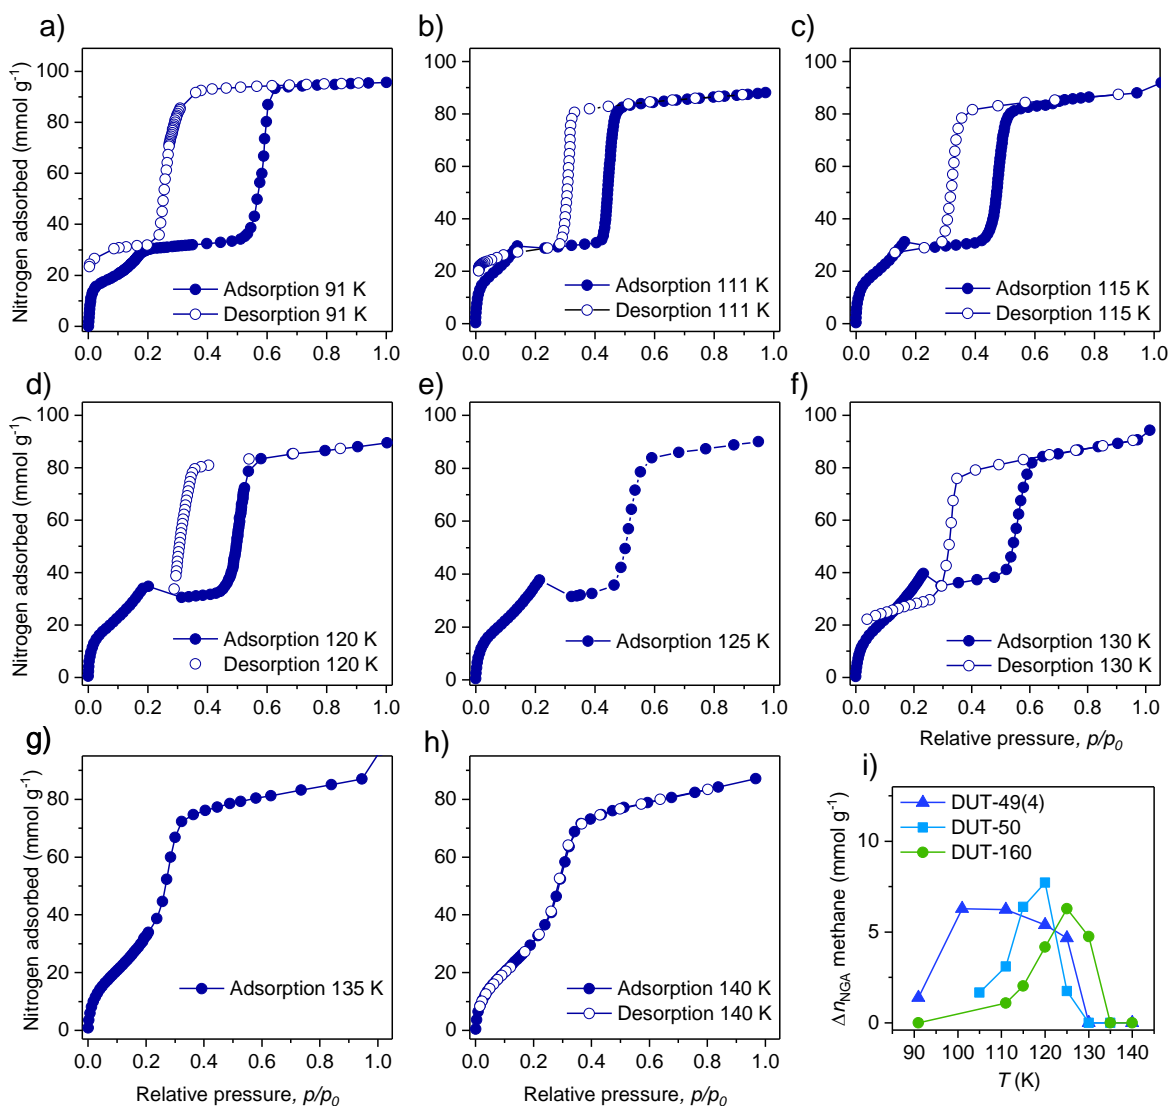 a)
b)
c)
Nitrogen adsorbed (mmol g-1)
100
80
60
40
20
0
Adsorption 91 K
Desorption 91 K
0.0 0.2 0.4 0.6 0.8 1.0
100
80
60
40
20
0
Adsorption 111 K
Desorption 111 K
0.0 0.2 0.4 0.6 0.8 1.0
100
80
60
40
20
0
Adsorption 115 K
Desorption 115 K
0.0 0.2 0.4 0.6 0.8 1.0
d)
e)
f)
Nitrogen adsorbed (mmol g-1)
100
80
60
40
20
0
Adsorption 120 K
Desorption 120 K
0.0 0.2 0.4 0.6 0.8 1.0
100
80
60
40
20
0
Adsorption 125 K
0.0 0.2 0.4 0.6 0.8 1.0
100
80
60
40
20
0
Adsorption 130 K
Desorption 130 K
0.0 0.2 0.4 0.6 0.8 1.0
Relative pressure, p/p0
g)
h)
i)
Nitrogen adsorbed (mmol g-1)
80
60
40
20
0
Adsorption 135 K
0.0 0.2 0.4 0.6 0.8 1.0
Relative pressure, p/p0
80
60
40
20
0
Adsorption 140 K
Desorption 140 K
0.0 0.2 0.4 0.6 0.8 1.0
Relative pressure, p/p0
ΔnNGA methane (mmol g-1)
10
5
0
DUT-49(4)
DUT-50
DUT-160
90 100 110 120 130 140
T (K)